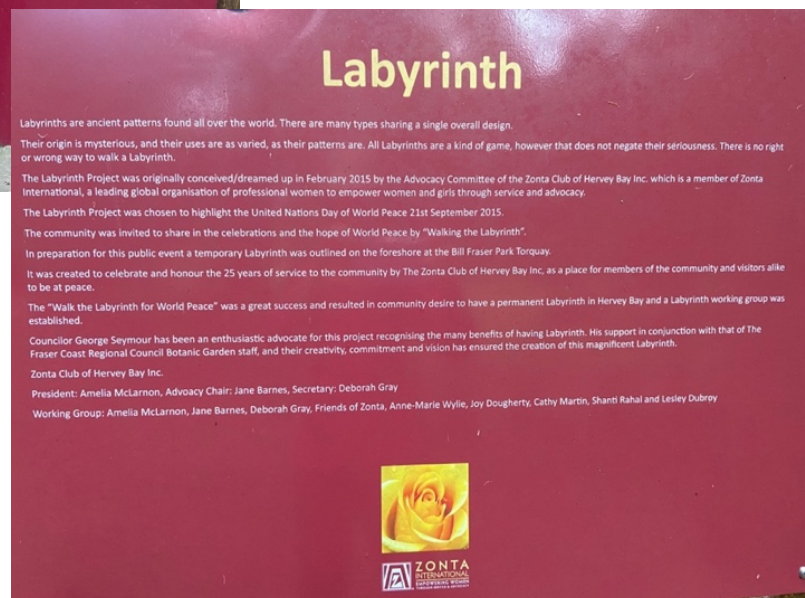 Labyrinth
Labyrinths are ancient patterns found all over the world. There are many types sharing a single overall design.
Their origin is mysterious, and their uses are as varied, as their patterns are. All Labyrinths are a kind of game, however that does not negate their seriousness. There is no right
or wrong way to walk a Labyrinth.
The Labyrinth Project was originally conceived/dreamed up in February 2015 by the Advocacy Committee of the Zonta Club of Hervey Bay Inc. which is a member of Zonta
International, a leading global organisation of professional women to empower women and girls through service and advocacy.
The Labyrinth Project was chosen to highlight the United Nations Day of World Peace 21st September 2015.
The community was invited to share in the celebrations and the hope of World Peace by “Walking the Labyrinth”.
In preparation for this public event a temporary Labyrinth was outlined on the foreshore at the Bill Fraser Park Torquay.
It was created to celebrate and honour the 25 years of service to the community by The Zonta Club of Hervey Bay Inc, as a place for members of the community and visitors alike
to be at peace.
The “Walk the Labyrinth for World Peace” was a great success and resulted in community desire to have a permanent Labyrinth in Hervey Bay and a Labyrinth working group was
established.
Councilor George Seymour has been an enthusiastic advocate for this project recognising the many benefits of having Labyrinth. His support in conjunction with that of The
Fraser Coast Regional Council Botanic Garden staff, and their creativity, commitment and vision has ensured the creation of this magnificent Labyrinth.
Zonta Club of Hervey Bay Inc.
President: Amelia McLarnon, Advoacy Chair: Jane Barnes, Secretary: Deborah Gray
Working Group: Amelia McLarnon, Jane Barnes, Deborah Gray, Friends of Zonta, Anne-Marie Wylie, Joy Dougherty, Cathy Martin, Shanti Rahal and Lesley Dubroy
ZONTA
INTERNATIONAL
EMPOWERING WOMEN
THROUGH SERVICE & ADVOCACY